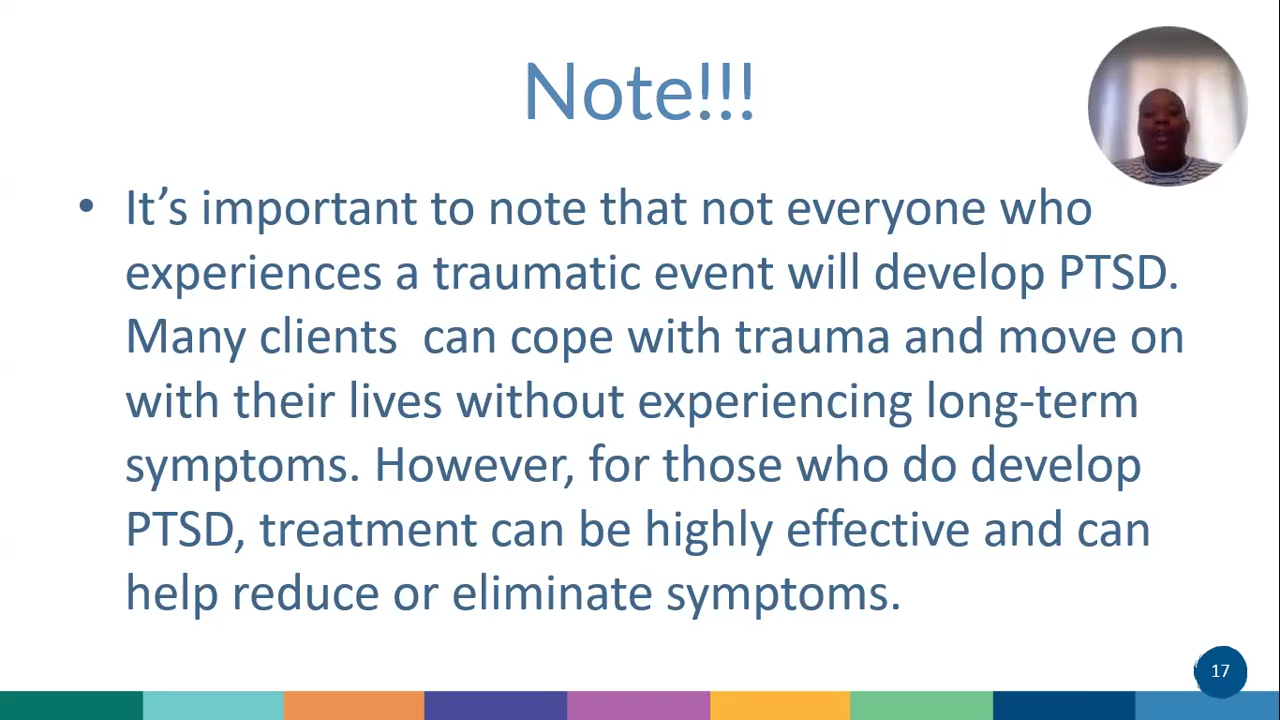 Note!!!
• It’s important to note that not everyone who
experiences a traumatic event will develop PTSD.
Many clients  can cope with trauma and move on
with their lives without experiencing long-term
symptoms. However, for those who do develop
PTSD, treatment can be highly effective and can
help reduce or eliminate symptoms.
17